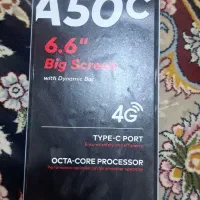 A50C
6.6"
Big Screen
with Dynamic Bar
4G
TYPE-C PORT
OCTA-CORE PROCESSOR